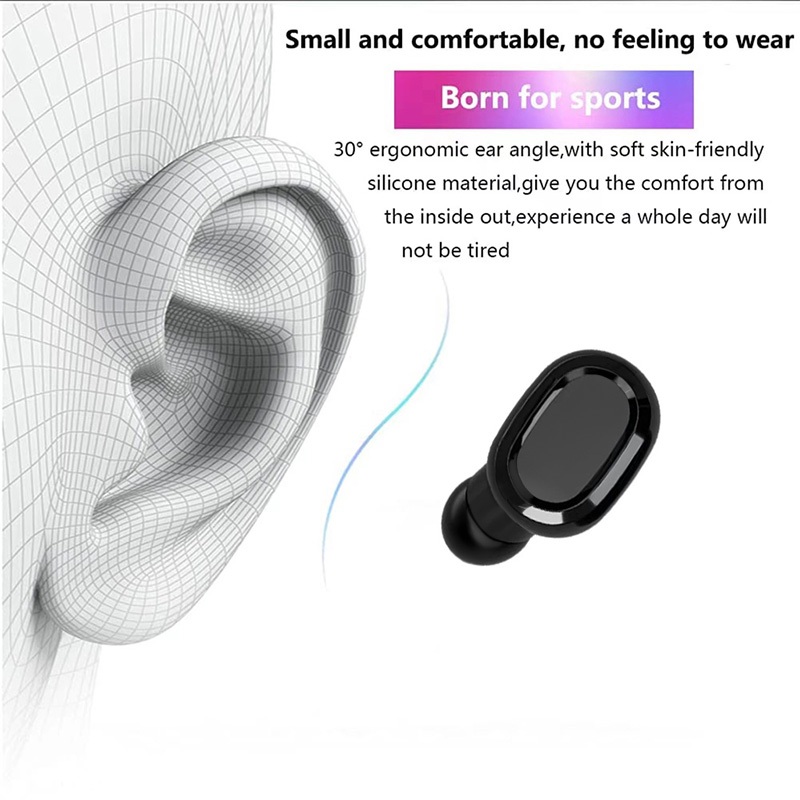 Small and comfortable, no feeling to wear
Born for sports
30° ergonomic ear angle,with soft skin-friendly
silicone material,give you the comfort from
the inside out,experience a whole day will
not be tired